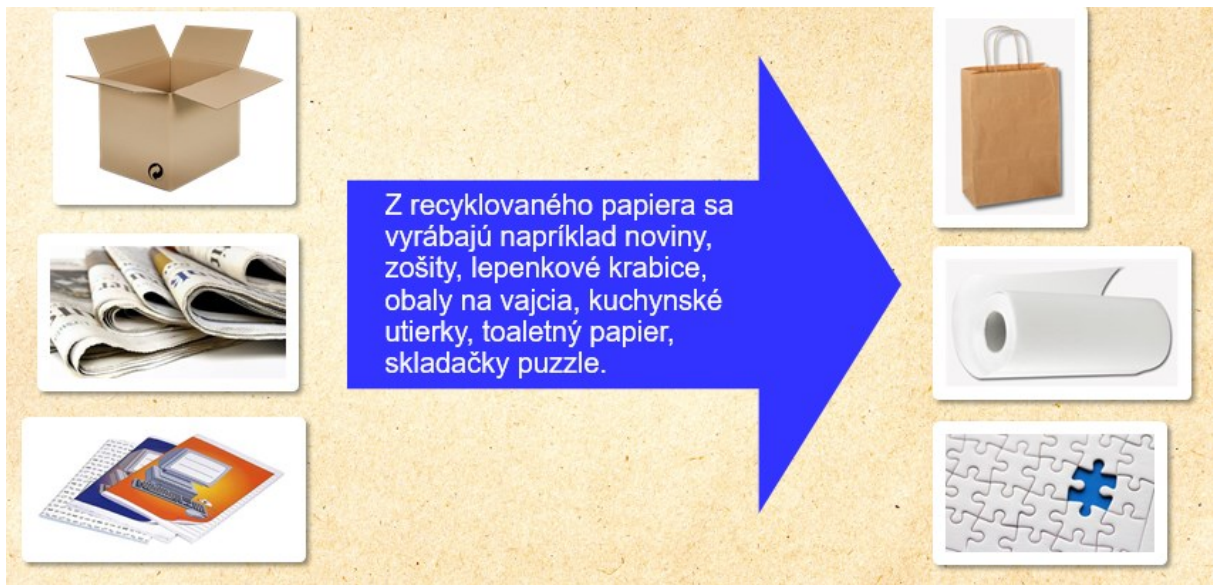 Z recyklovaného papiera sa
vyrábajú napríklad noviny,
zošity, lepenkové krabice,
obaly na vajcia, kuchynské
utierky, toaletný papier,
skladačky puzzle.